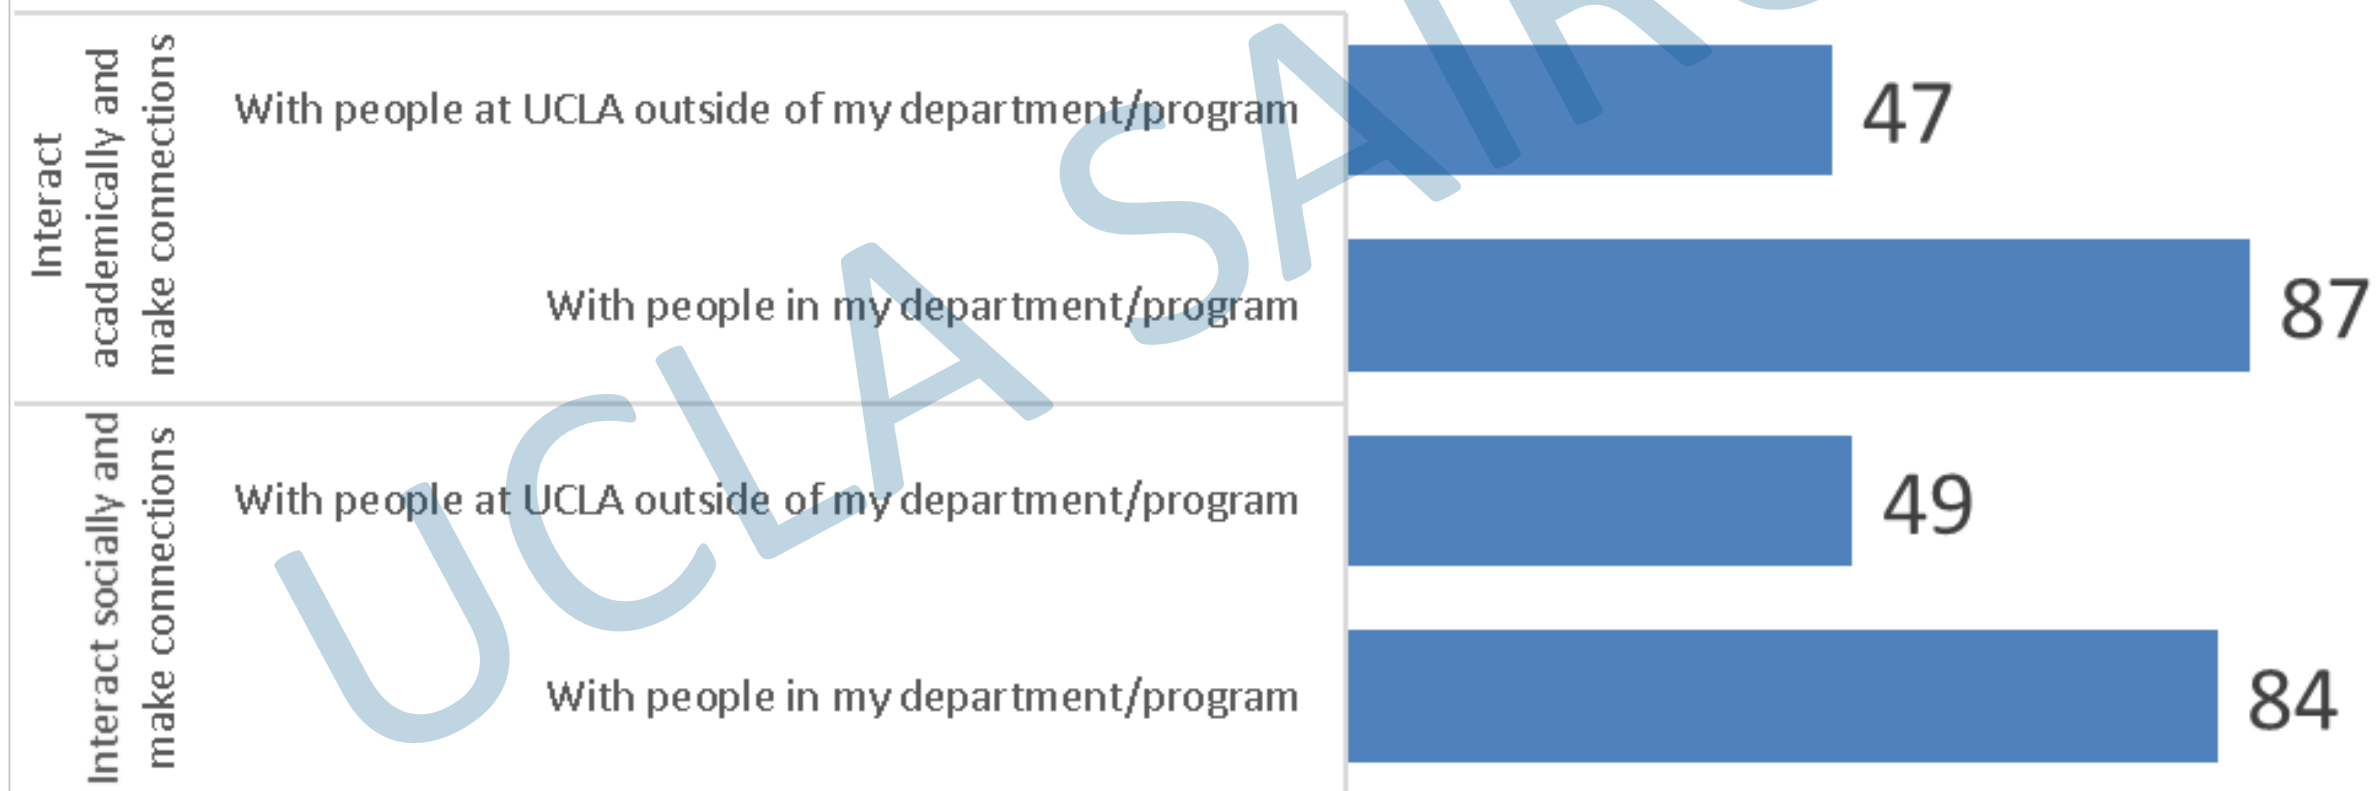 Interact
academically and
make connections
With people at UCLA outside of my department/program
47
With people in my department/program
87
Interact socially and
make connections
With people at UCLA outside of my department/program
49
With people in my department/program
84
UCLA SAIR